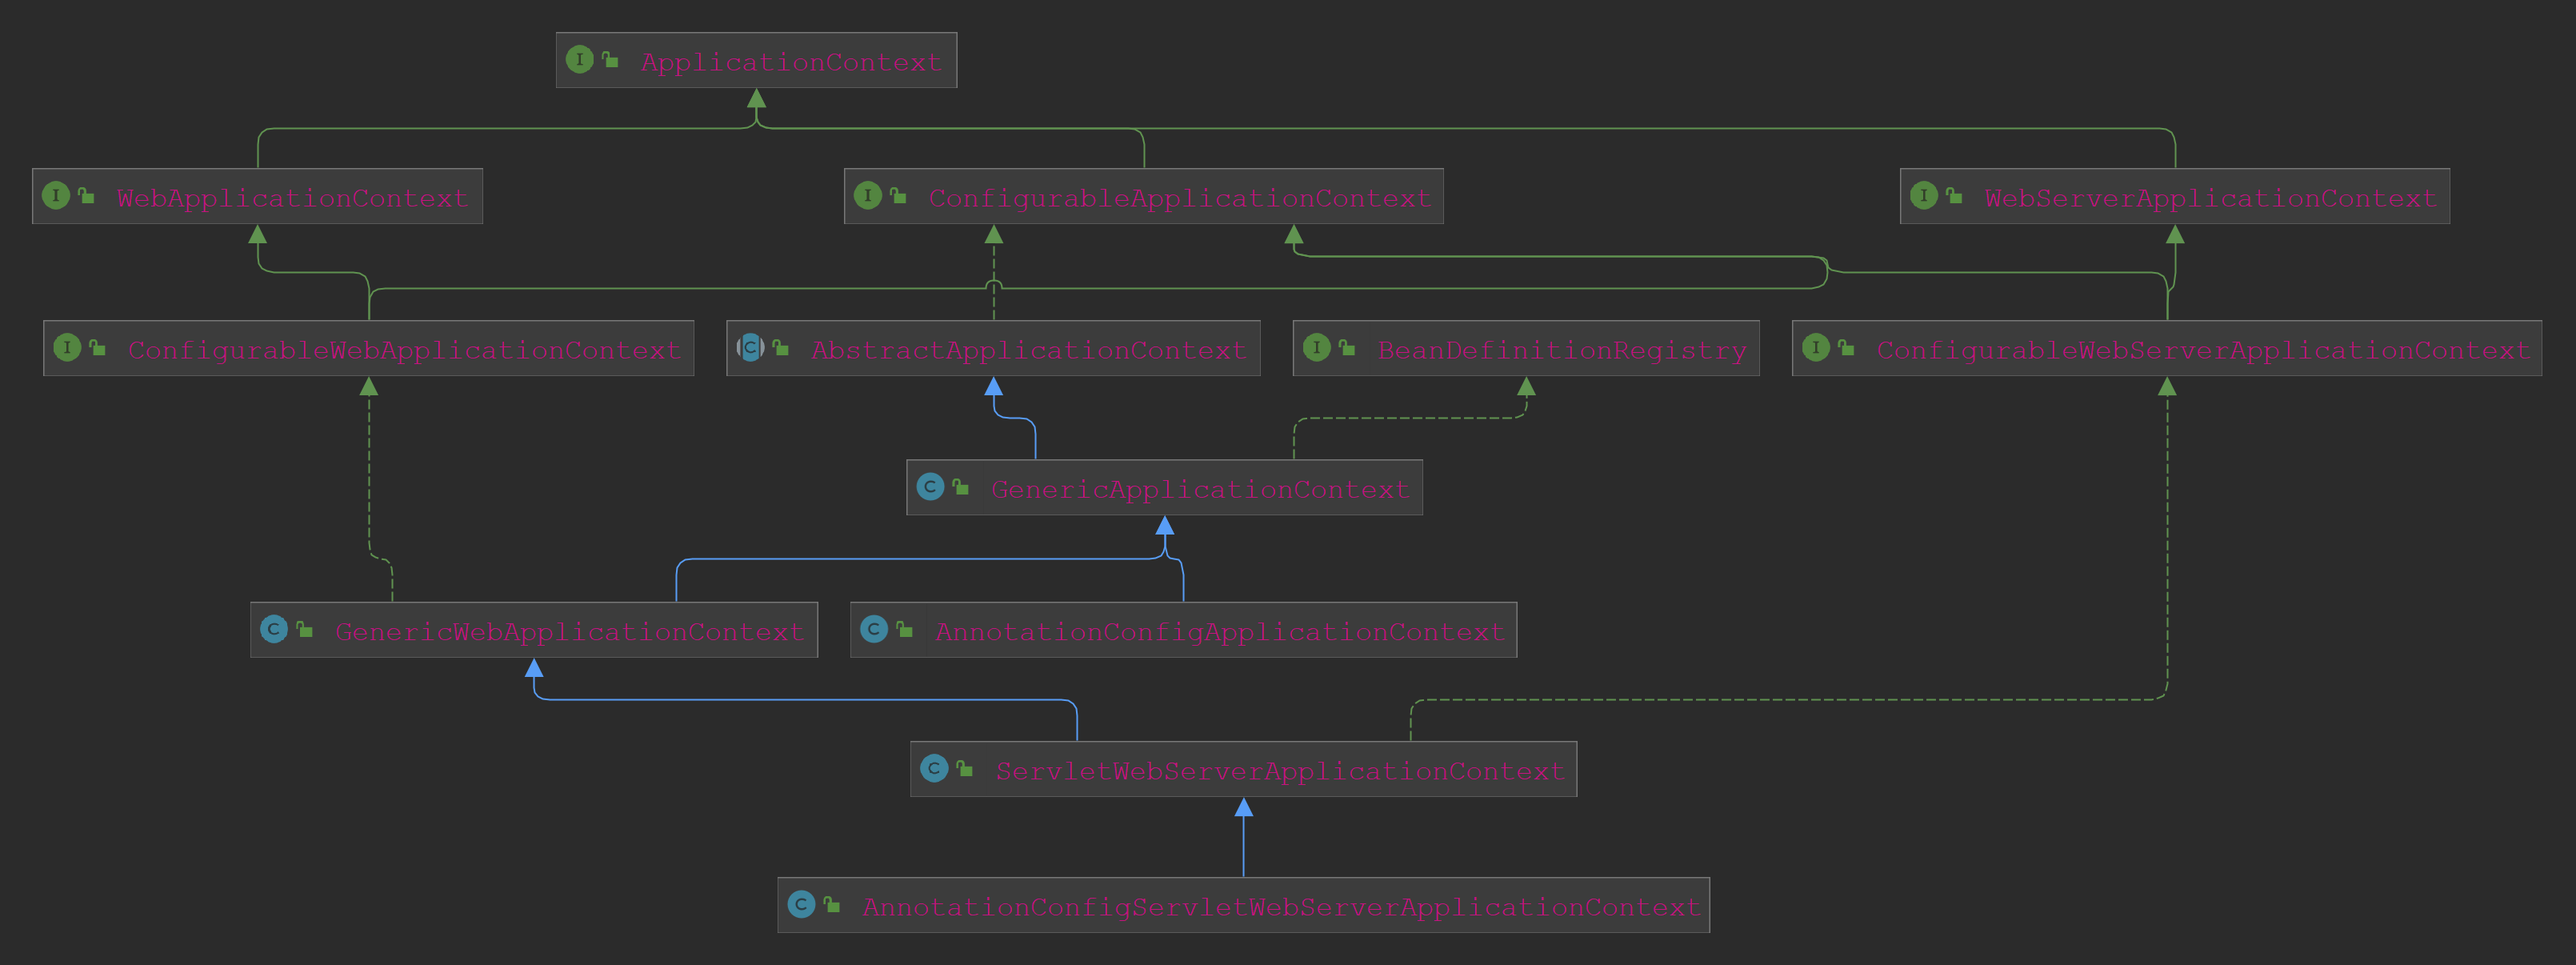 ApplicationContext
WebApplicationContext
ConfigurableApplicationContext
WebServerApplicationContext
ConfigurableWebApplicationContext
AbstractApplicationContext
BeanDefinitionRegistry
ConfigurableWebServerApplicationContext
GenericApplicationContext
GenericWebApplicationContext
AnnotationConfigApplicationContext
ServletWebServerApplicationContext
AnnotationConfigServletWebServerApplicationContext